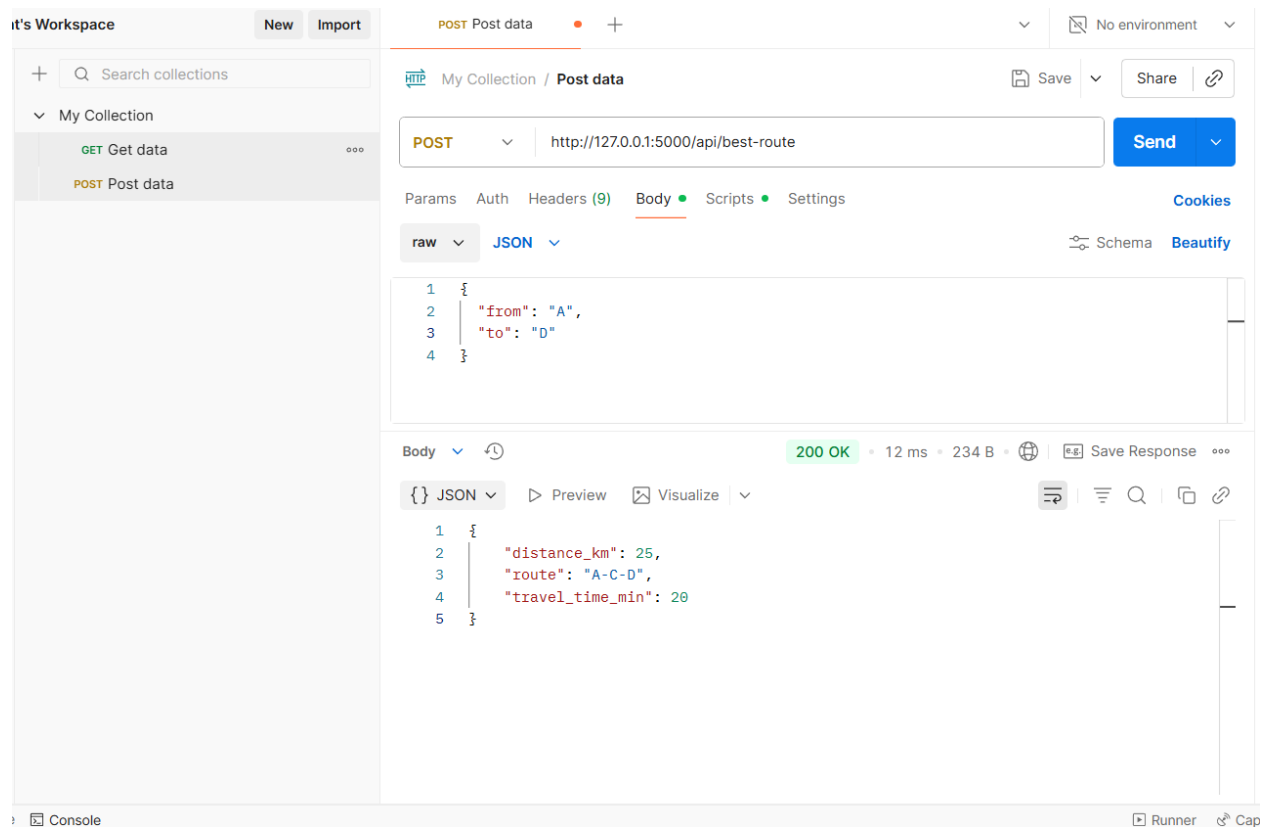 t's Workspace
New
Import
POST Post data
No environment
Search collections
My Collection / Post data
Save
Share
My Collection
GET Get data
POST Post data
POST
http://127.0.0.1:5000/api/best-route
Send
Params
Auth
Headers (9)
Body
Scripts
Settings
Cookies
raw
JSON
Schema
Beautify
1 {
2 "from": "A",
3 "to": "D"
4 }
Body
200 OK
12 ms
234 B
e.g.
Save Response
{} JSON
Preview
Visualize
1 {
2 "distance_km": 25,
3 "route": "A-C-D",
4 "travel_time_min": 20
5 }
Console
Runner
Cap